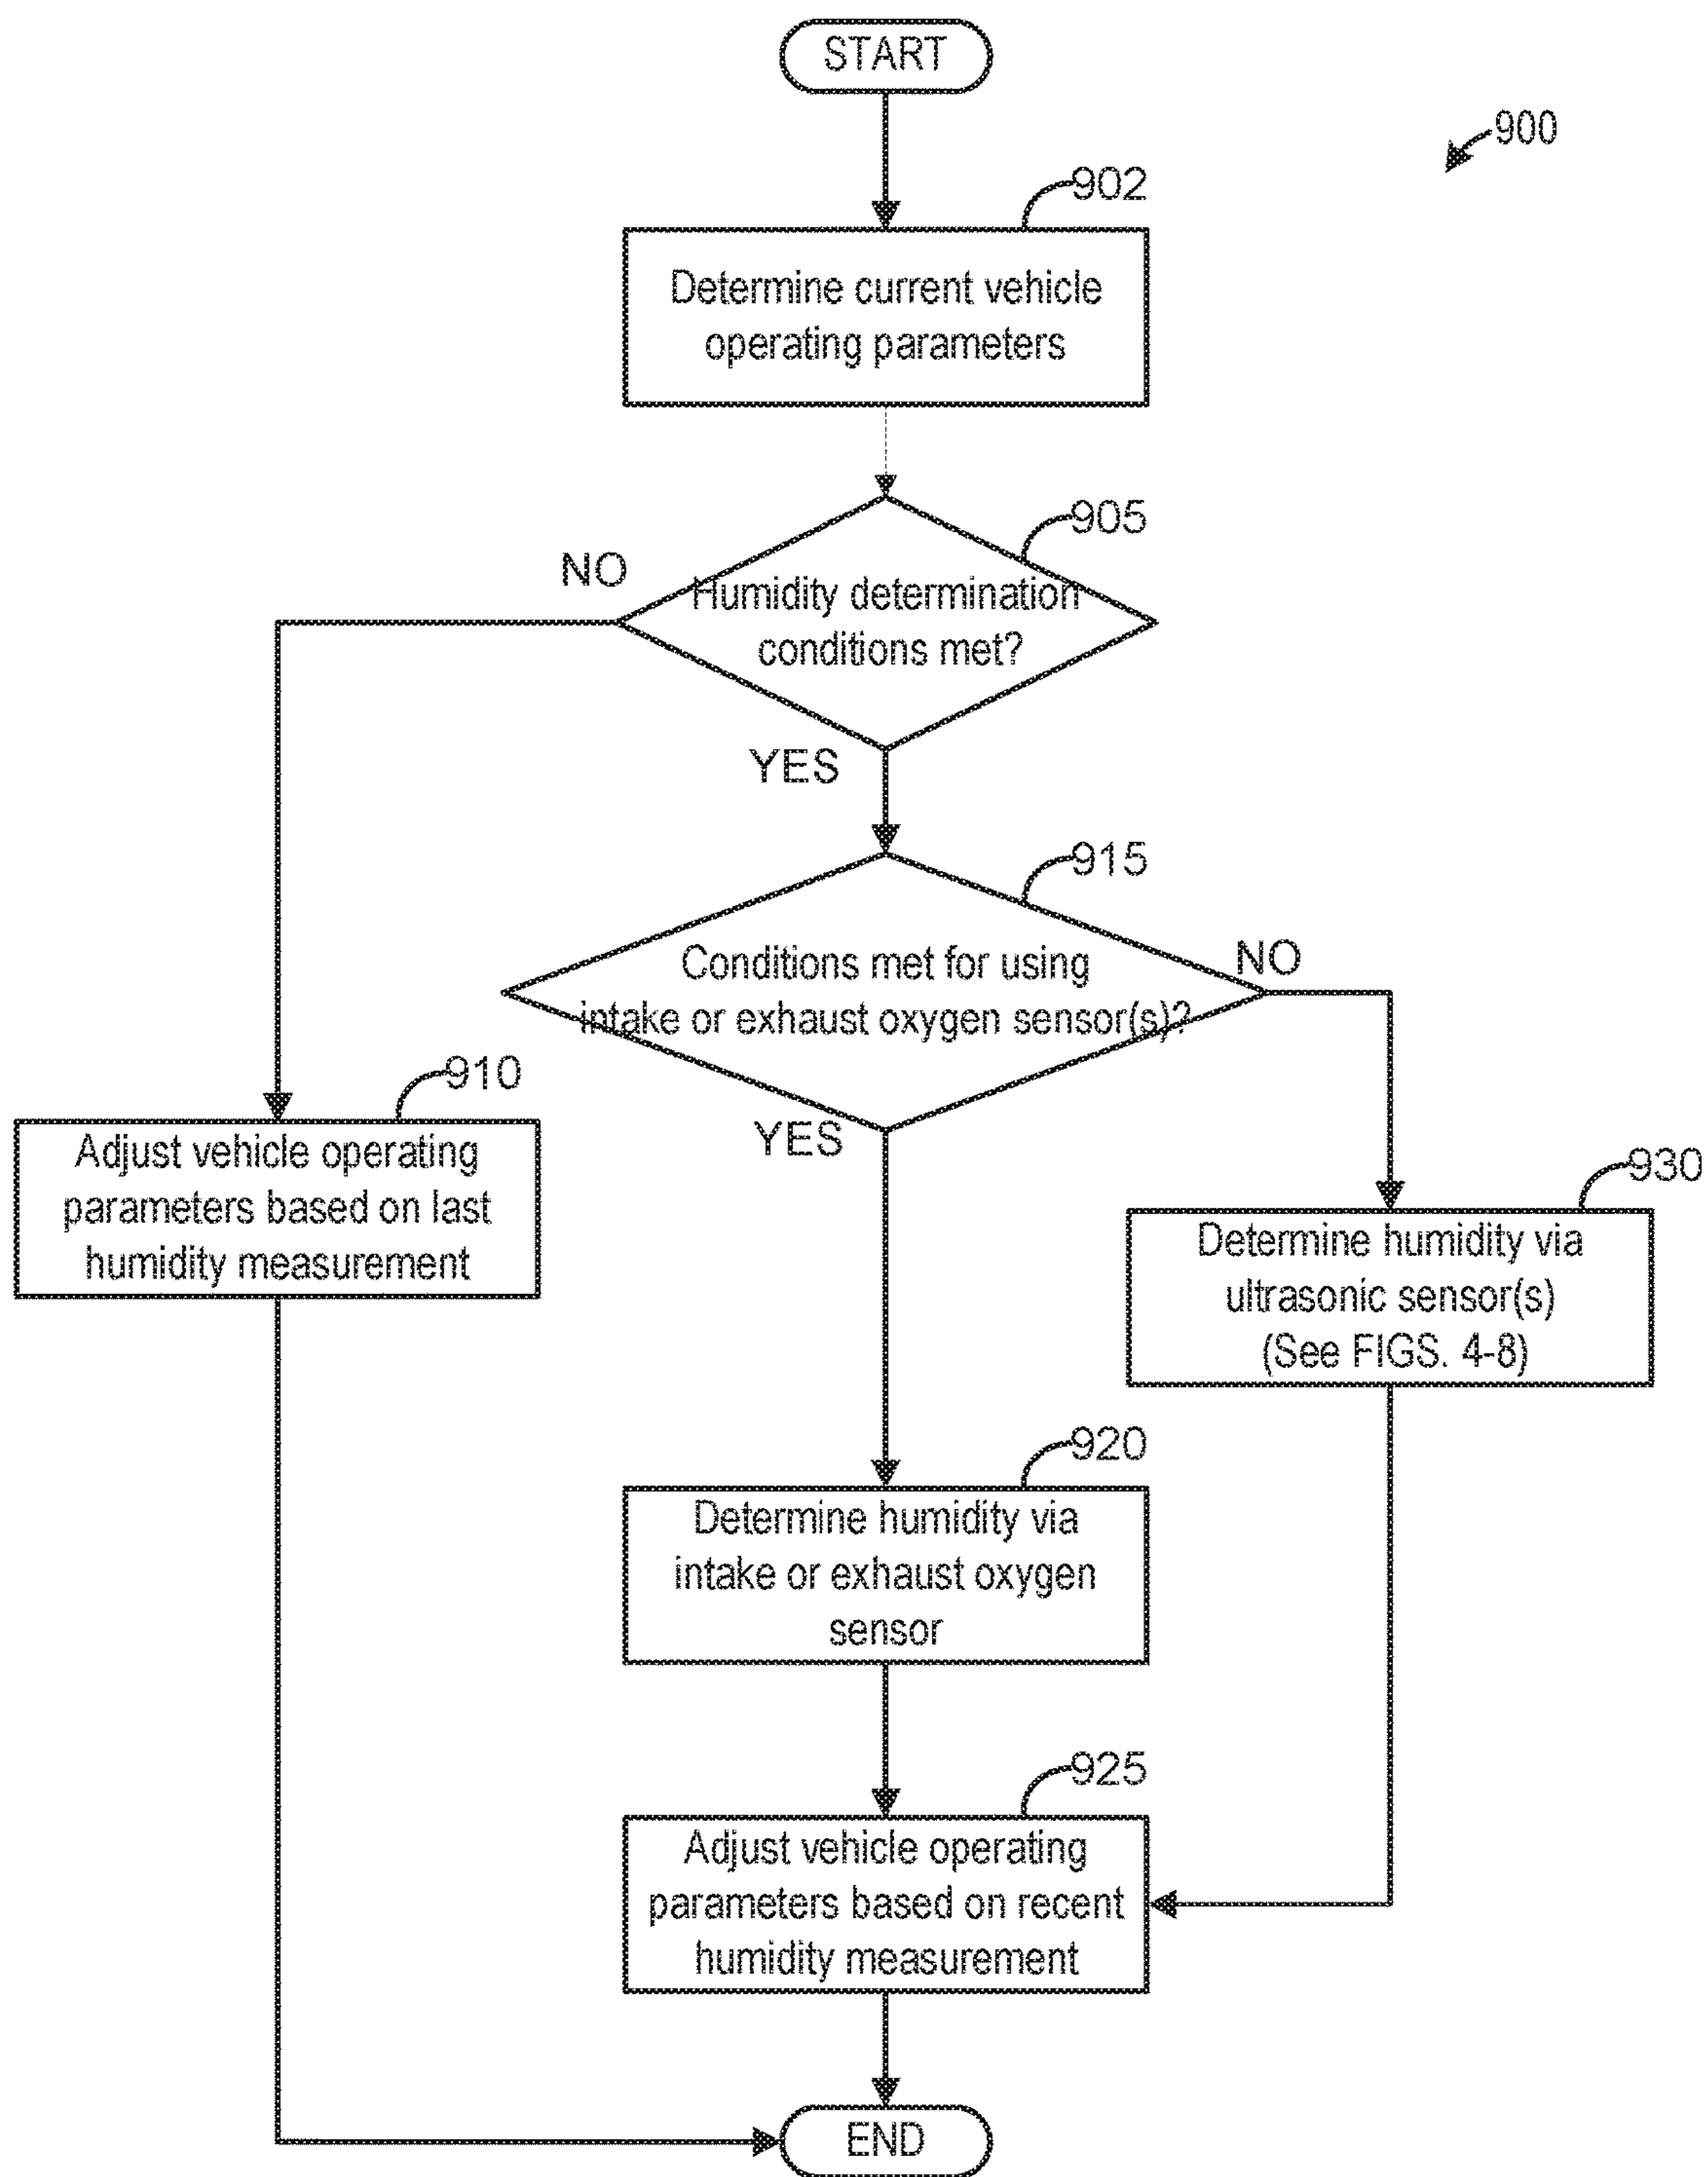 START
900
902
Determine current vehicle
operating parameters
905
NO
Humidity determination
conditions met?
YES
915
Conditions met for using
intake or exhaust oxygen sensor(s)?
NO
YES
910
Adjust vehicle operating
parameters based on last
humidity measurement
930
Determine humidity via
ultrasonic sensor(s)
(See FIGS. 4-8)
920
Determine humidity via
intake or exhaust oxygen
sensor
925
Adjust vehicle operating
parameters based on recent
humidity measurement
END